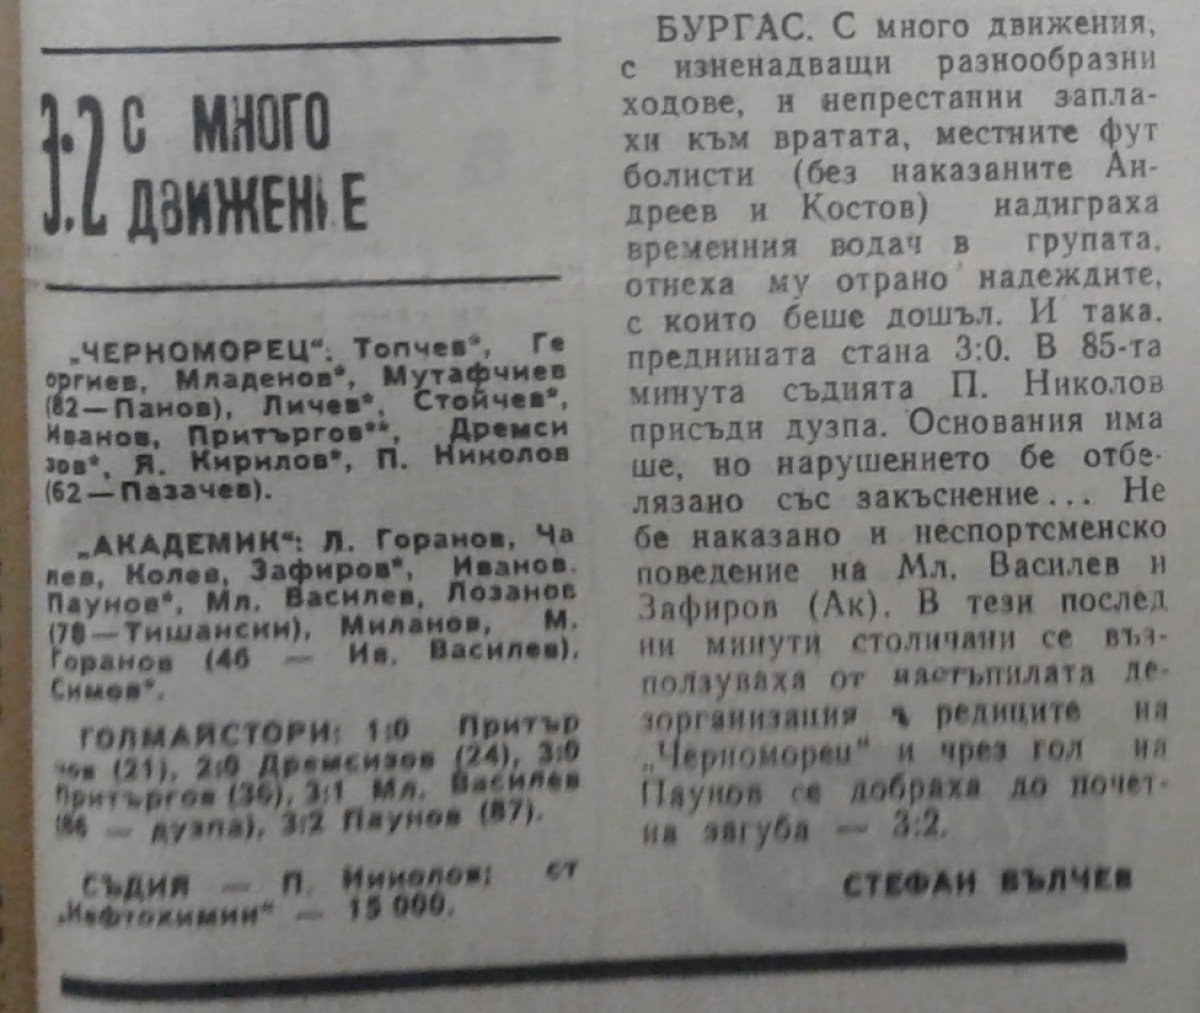 3:2 С МНОГО
ДВИЖЕНИЕ
„ЧЕРНОМОРЕЦ“: Топчев*, Ге
оргиев, Младенов*, Мутафчиев
(82—Панов), Личев*, Стойчев*,
Иванов, Притъргов**, Дремси
зов*, Я. Кирилов*, П. Николов
(62—Пазачев).
„АКАДЕМИК“: Л. Горанов, Ча
лев, Колев, Зафиров*, Иванов.
Паунов*, Мл. Василев, Лозанов
(78—Тишански), Миланов, М.
Горанов (46 — Ив. Василев),
Симов*.
ГОЛМАЙСТОРИ: 1:0 Притър
гов (21), 2:0 Дремсизов (24), 3:0
Притъргов (36), 3:1 Мл. Василев
(86 — дузпа), 3:2 Паунов (87).
СЪДИЯ — П. Николов; ст
„Нефтохимик“ — 15 000.
БУРГАС. С много движения,
с изненадващи разнообразни
ходове, и непрестанни запла-
хи към вратата, местните фут
болисти (без наказаните Ан-
дреев и Костов) надиграха
временния водач в групата,
отнеха му отрано надеждите,
с които беше дошъл. И така,
преднината стана 3:0. В 85-та
минута съдията П. Николов
присъди дузпа. Основания има
ше, но нарушението бе отбе-
лязано със закъснение... Не
бе наказано и неспортсменско
поведение на Мл. Василев и
Зафиров (Ак). В тези послед
ни минути столичани се въз-
ползуваха от настъпилата де-
зорганизация в редиците на
„Черноморец“ и чрез гол на
Паунов се добраха до почет-
на загуба — 3:2.
СТЕФАН ВЪЛЧЕВ